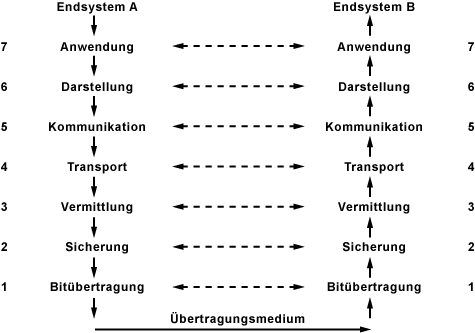 Endsystem A Endsystem B
7 Anwendung Anwendung 7
6 Darstellung Darstellung 6
5 Kommunikation Kommunikation 5
4 Transport Transport 4
3 Vermittlung Vermittlung 3
2 Sicherung Sicherung 2
1 Bitübertragung Bitübertragung 1
Übertragungsmedium